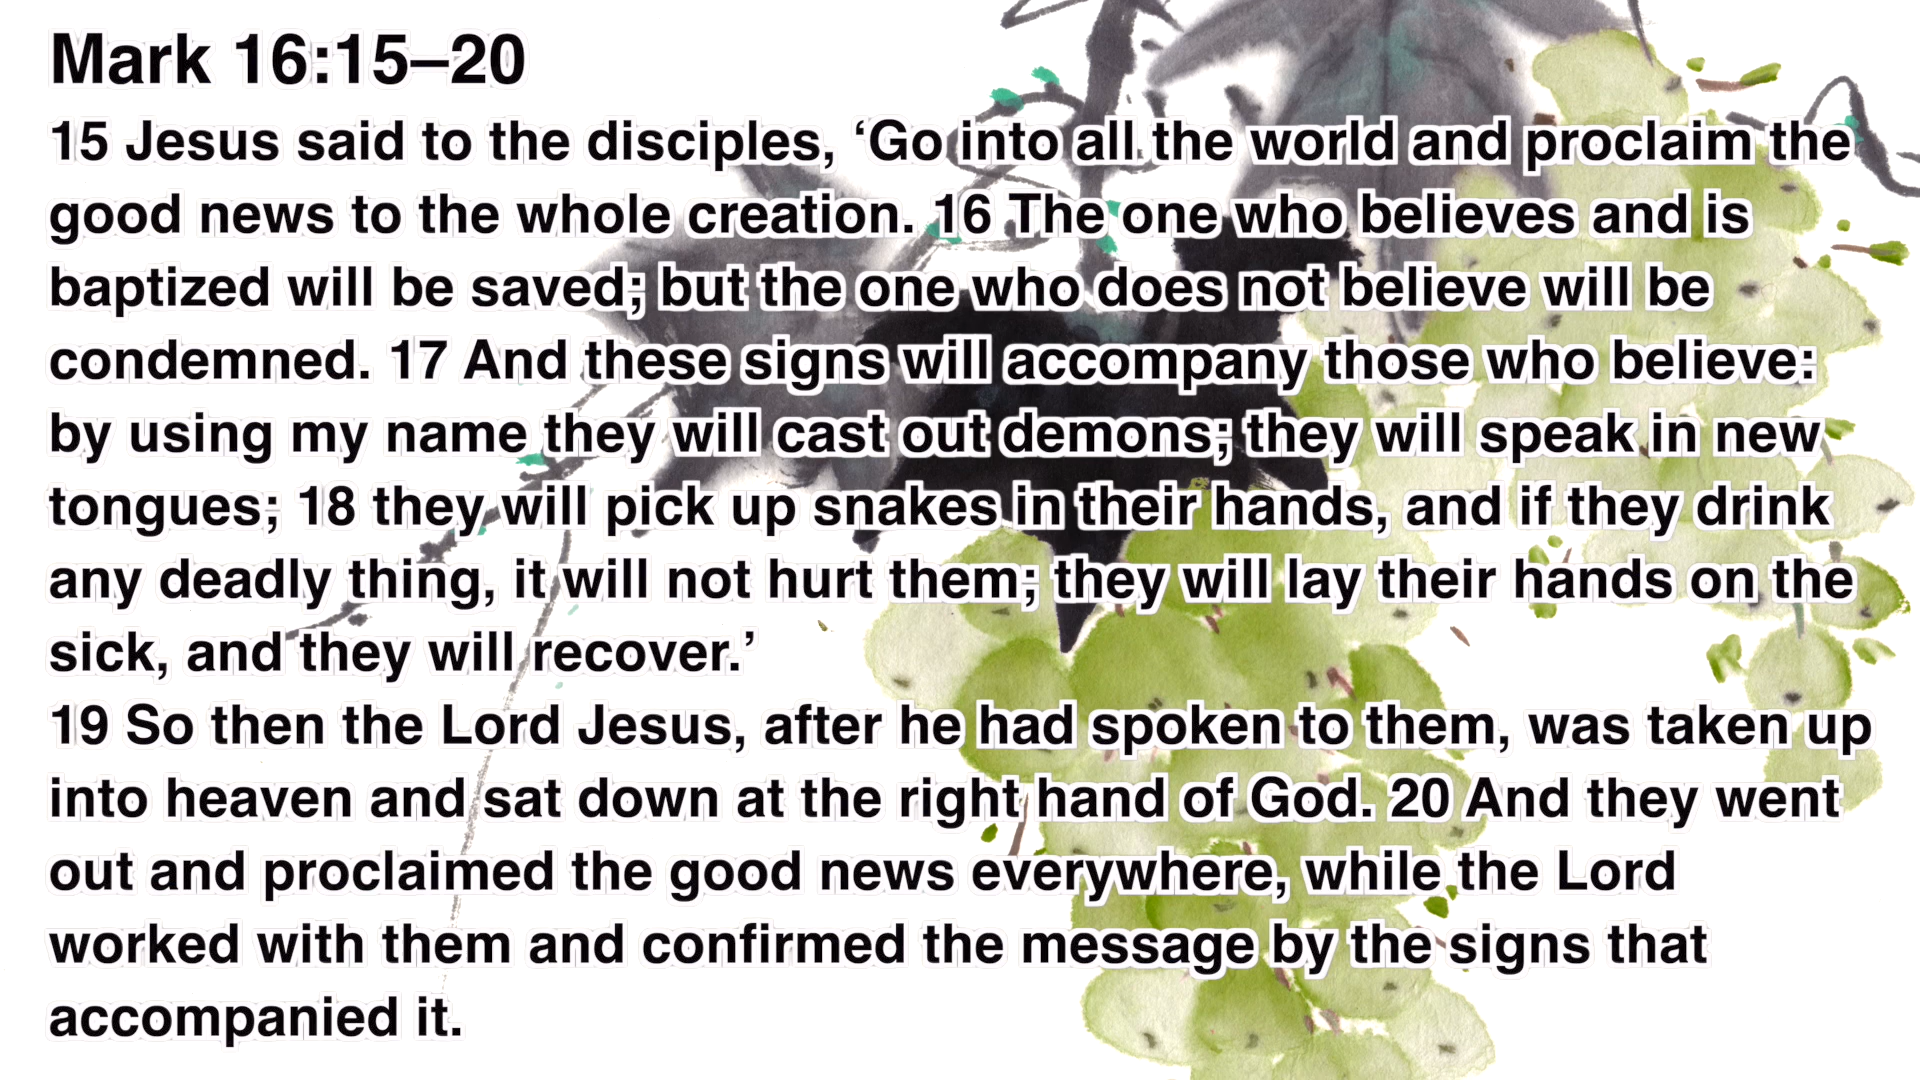 Mark 16:15–20
15 Jesus said to the disciples, ‘Go into all the world and proclaim the
good news to the whole creation. 16 The one who believes and is
baptized will be saved; but the one who does not believe will be
condemned. 17 And these signs will accompany those who believe:
by using my name they will cast out demons; they will speak in new
tongues; 18 they will pick up snakes in their hands, and if they drink
any deadly thing, it will not hurt them; they will lay their hands on the
sick, and they will recover.’
19 So then the Lord Jesus, after he had spoken to them, was taken up
into heaven and sat down at the right hand of God. 20 And they went
out and proclaimed the good news everywhere, while the Lord
worked with them and confirmed the message by the signs that
accompanied it.